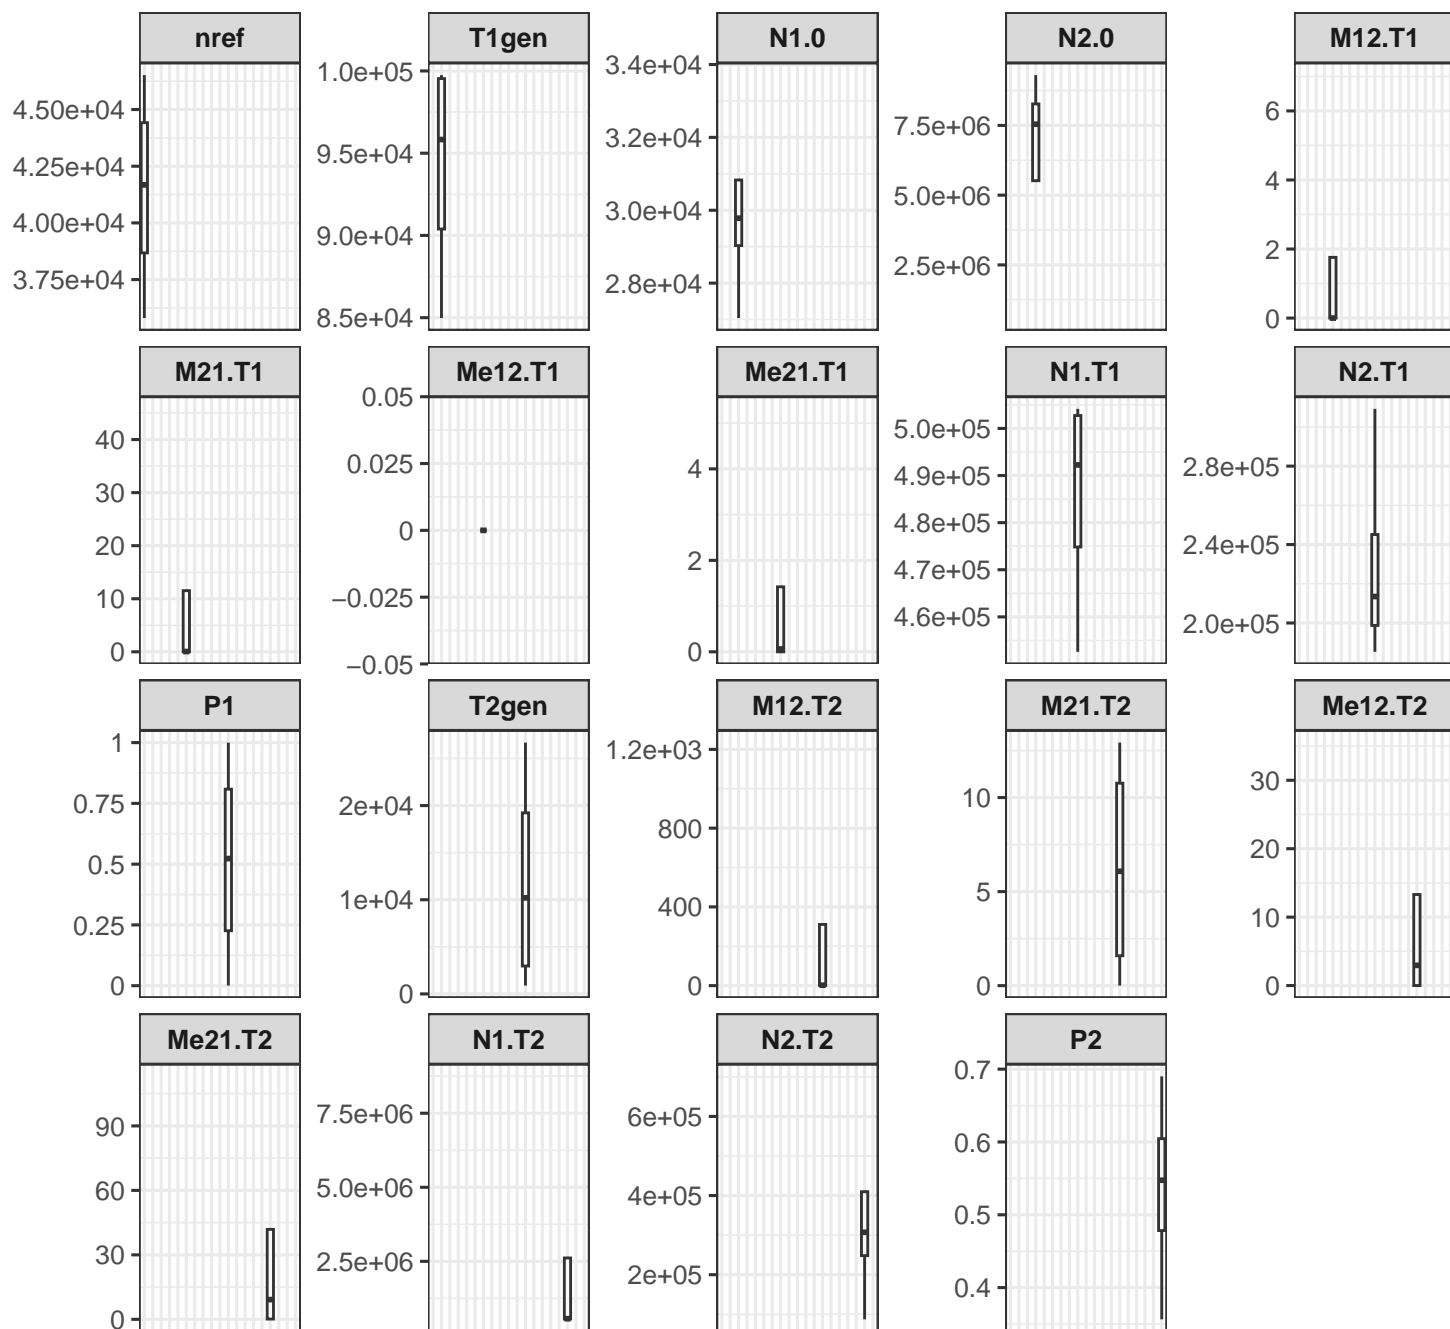 nref
T1gen
N1.0
N2.0
M12.T1
4.50e+04
4.25e+04
4.00e+04
3.75e+04
1.0e+05
9.5e+04
9.0e+04
8.5e+04
3.4e+04
3.2e+04
3.0e+04
2.8e+04
7.5e+06
5.0e+06
2.5e+06
6
4
2
0
M21.T1
Me12.T1
Me21.T1
N1.T1
N2.T1
40
30
20
10
0
0.05
0.025
0
−0.025
−0.05
4
2
0
5.0e+05
4.9e+05
4.8e+05
4.7e+05
4.6e+05
2.8e+05
2.4e+05
2.0e+05
P1
T2gen
M12.T2
M21.T2
Me12.T2
1
0.75
0.5
0.25
0
2e+04
1e+04
0
1.2e+03
800
400
0
10
5
0
30
20
10
0
Me21.T2
N1.T2
N2.T2
P2
90
60
30
0
7.5e+06
5.0e+06
2.5e+06
6e+05
4e+05
2e+05
0.7
0.6
0.5
0.4